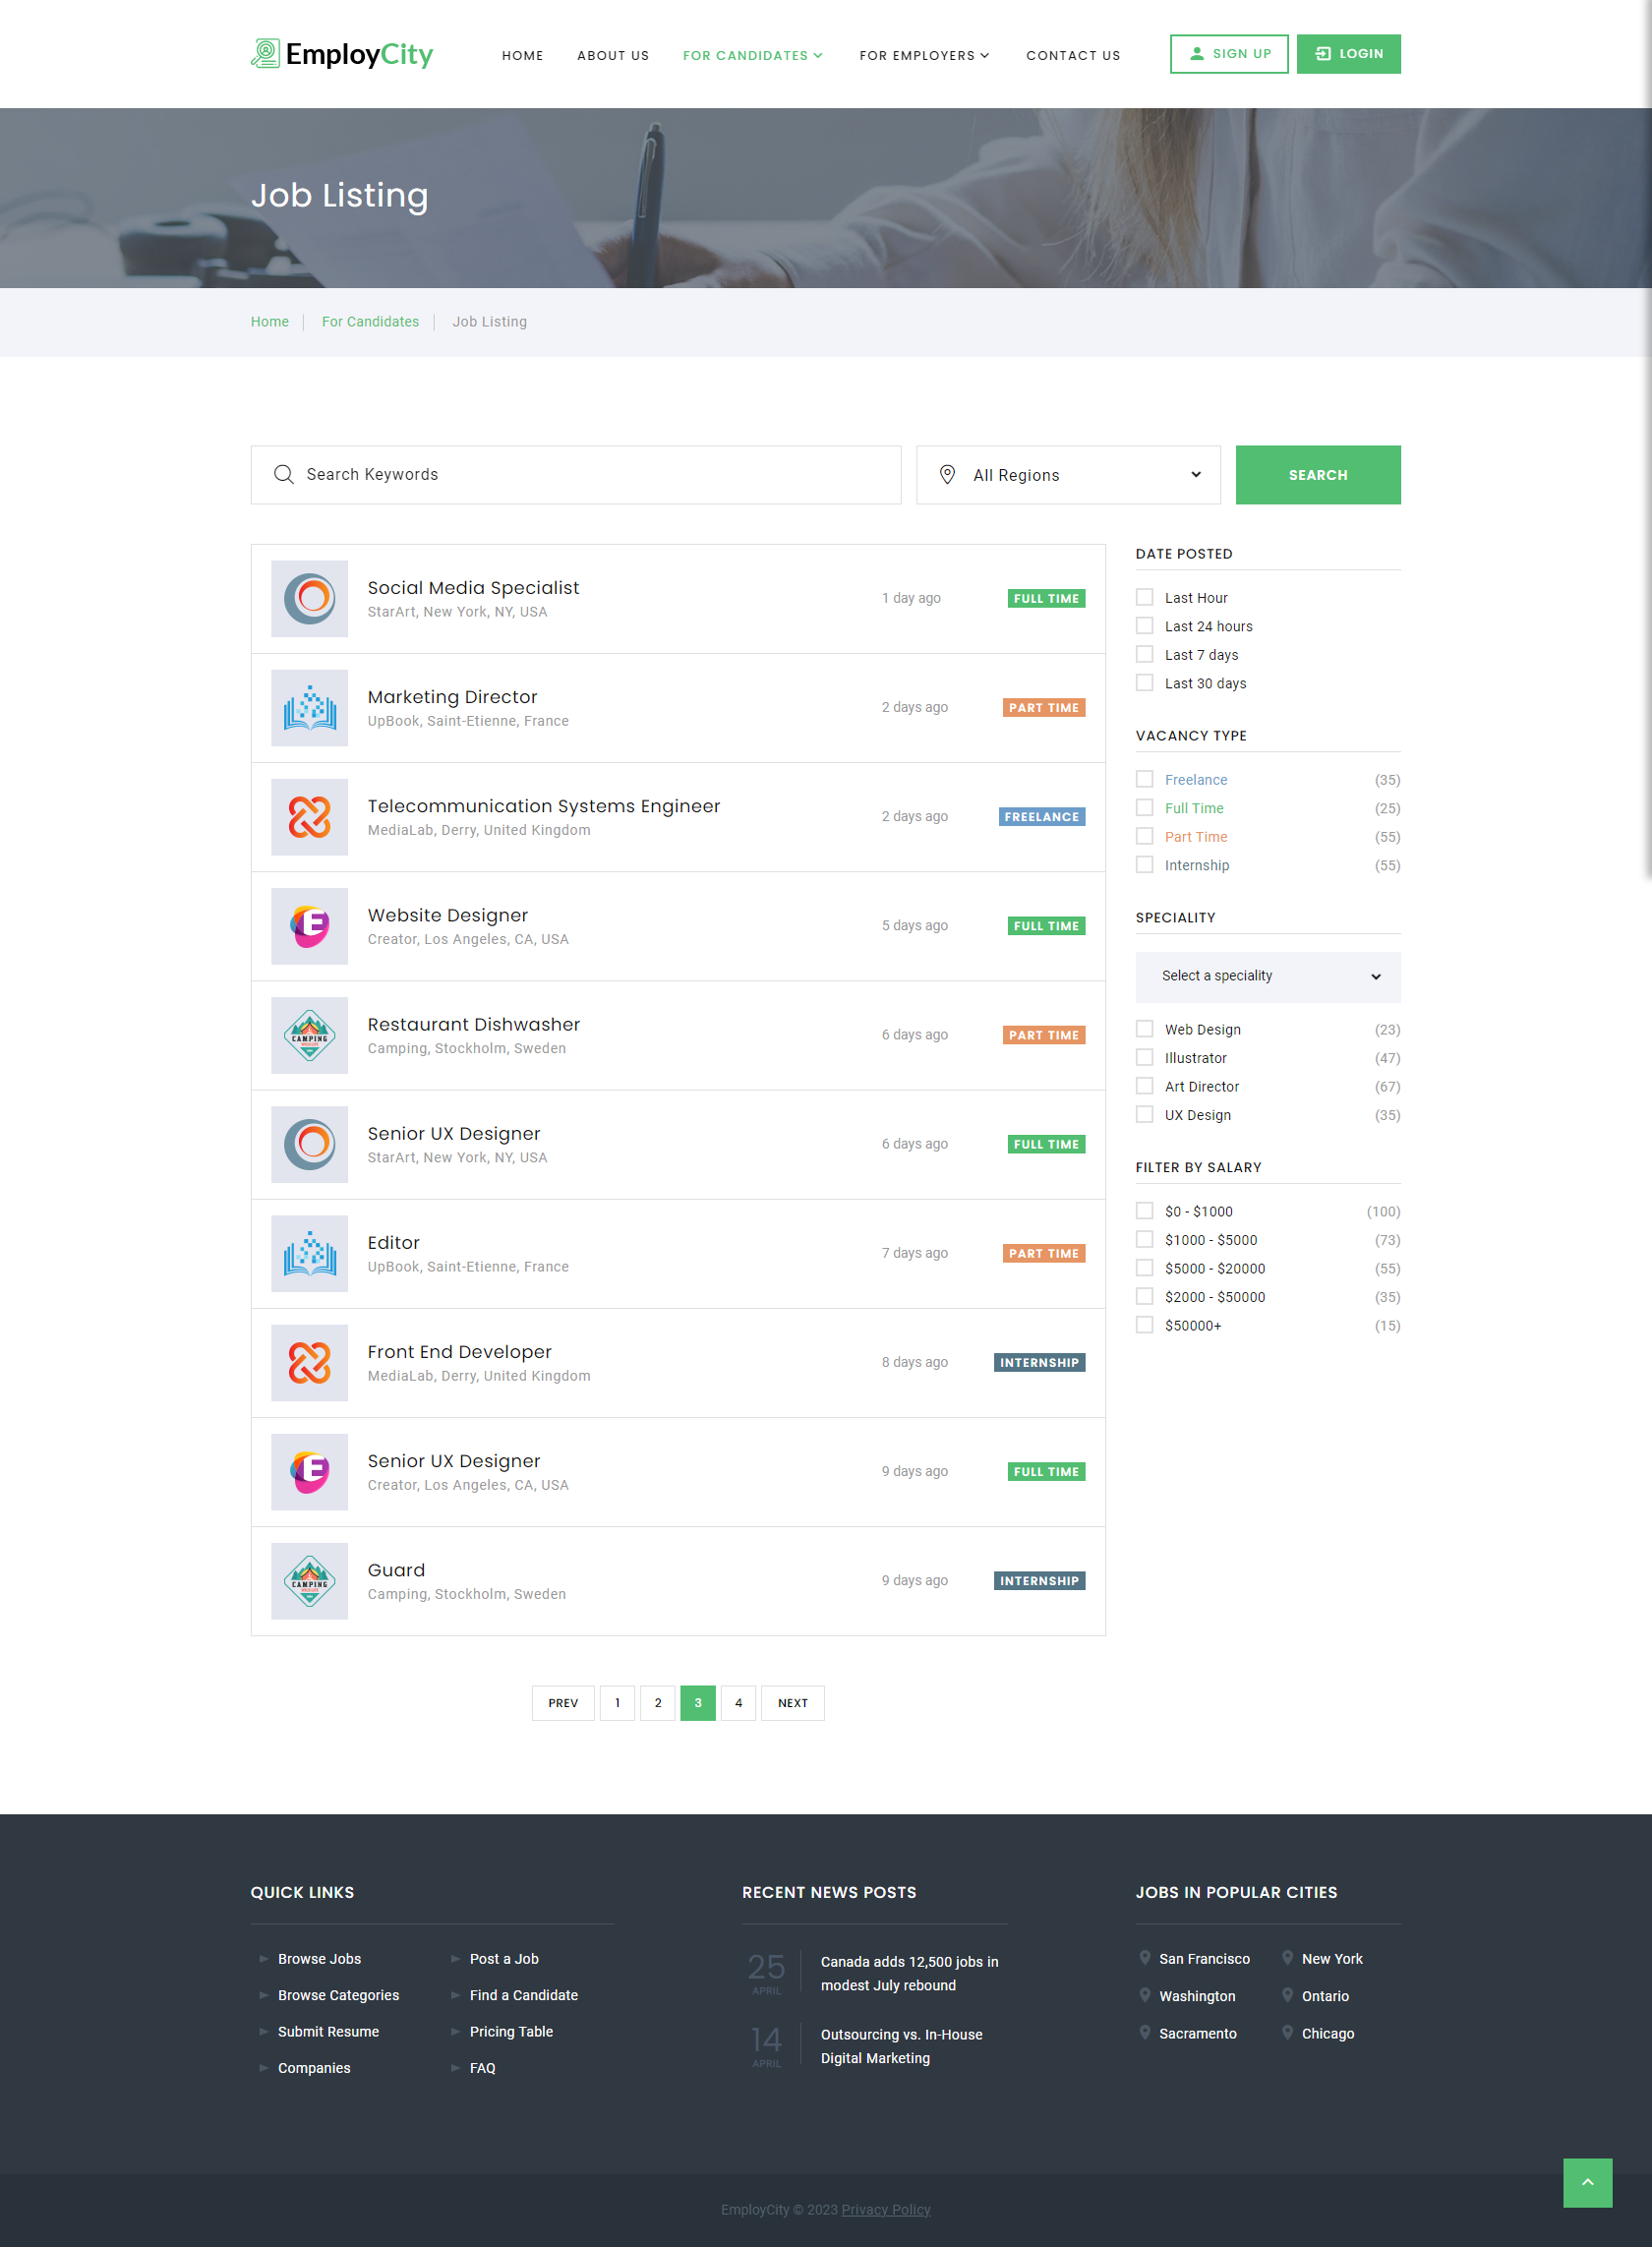 EmployCity
HOME ABOUT US FOR CANDIDATES FOR EMPLOYERS CONTACT US
SIGN UP LOGIN
Job Listing
Home For Candidates Job Listing
Search Keywords All Regions SEARCH
Social Media Specialist
StarArt, New York, NY, USA
1 day ago FULL TIME
Marketing Director
UpBook, Saint-Etienne, France
2 days ago PART TIME
Telecommunication Systems Engineer
MediaLab, Derry, United Kingdom
2 days ago FREELANCE
E
Website Designer
Creator, Los Angeles, CA, USA
5 days ago FULL TIME
CAMPING
Restaurant Dishwasher
Camping, Stockholm, Sweden
6 days ago PART TIME
Senior UX Designer
StarArt, New York, NY, USA
6 days ago FULL TIME
Editor
UpBook, Saint-Etienne, France
7 days ago PART TIME
Front End Developer
MediaLab, Derry, United Kingdom
8 days ago INTERNSHIP
E
Senior UX Designer
Creator, Los Angeles, CA, USA
9 days ago FULL TIME
CAMPING
Guard
Camping, Stockholm, Sweden
9 days ago INTERNSHIP
PREV 1 2 3 4 NEXT
DATE POSTED
Last Hour
Last 24 hours
Last 7 days
Last 30 days
VACANCY TYPE
Freelance (35)
Full Time (25)
Part Time (55)
Internship (55)
SPECIALITY
Select a speciality
Web Design (23)
Illustrator (47)
Art Director (67)
UX Design (35)
FILTER BY SALARY
$0 - $1000 (100)
$1000 - $5000 (73)
$5000 - $20000 (55)
$2000 - $50000 (35)
$50000+ (15)
QUICK LINKS
Browse Jobs
Browse Categories
Submit Resume
Companies
Post a Job
Find a Candidate
Pricing Table
FAQ
RECENT NEWS POSTS
25
APRIL
Canada adds 12,500 jobs in
modest July rebound
14
APRIL
Outsourcing vs. In-House
Digital Marketing
JOBS IN POPULAR CITIES
San Francisco New York
Washington Ontario
Sacramento Chicago
EmployCity © 2023 Privacy Policy